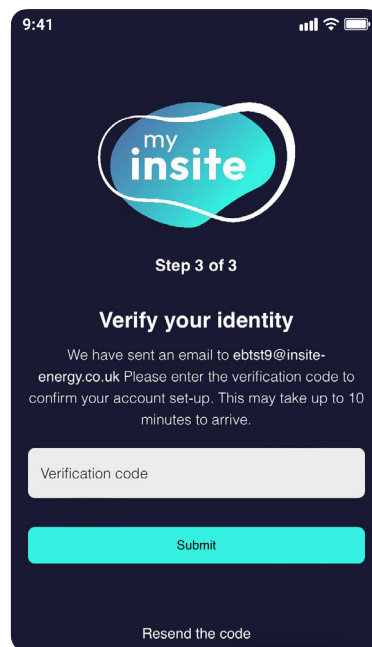 9:41
my
insite
Step 3 of 3
Verify your identity
We have sent an email to ebtst9@insite-
energy.co.uk Please enter the verification code to
confirm your account set-up. This may take up to 10
minutes to arrive.
Verification code
Submit
Resend the code